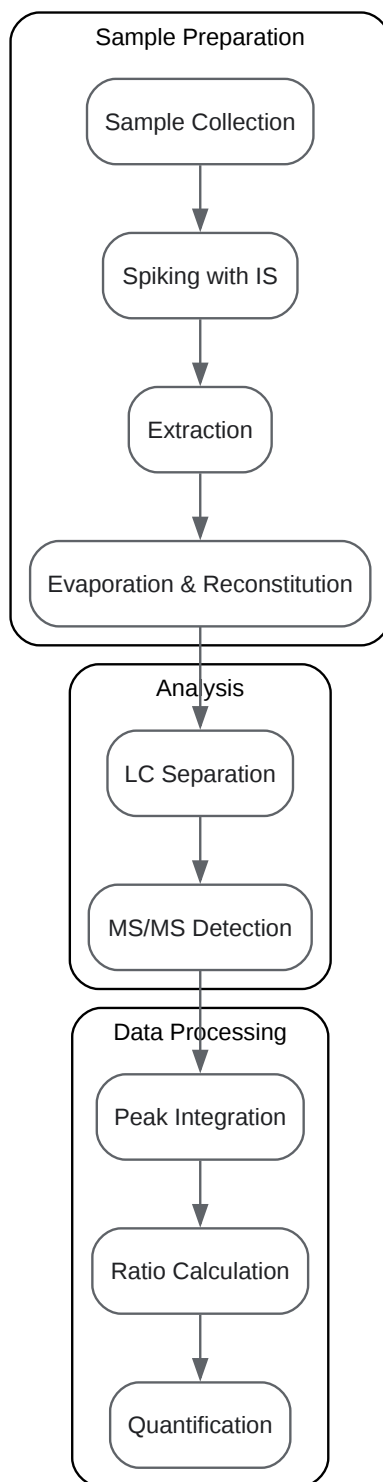 Sample Preparation
Sample Collection
Spiking with IS
Extraction
Evaporation & Reconstitution
Analysis
LC Separation
MS/MS Detection
Data Processing
Peak Integration
Ratio Calculation
Quantification